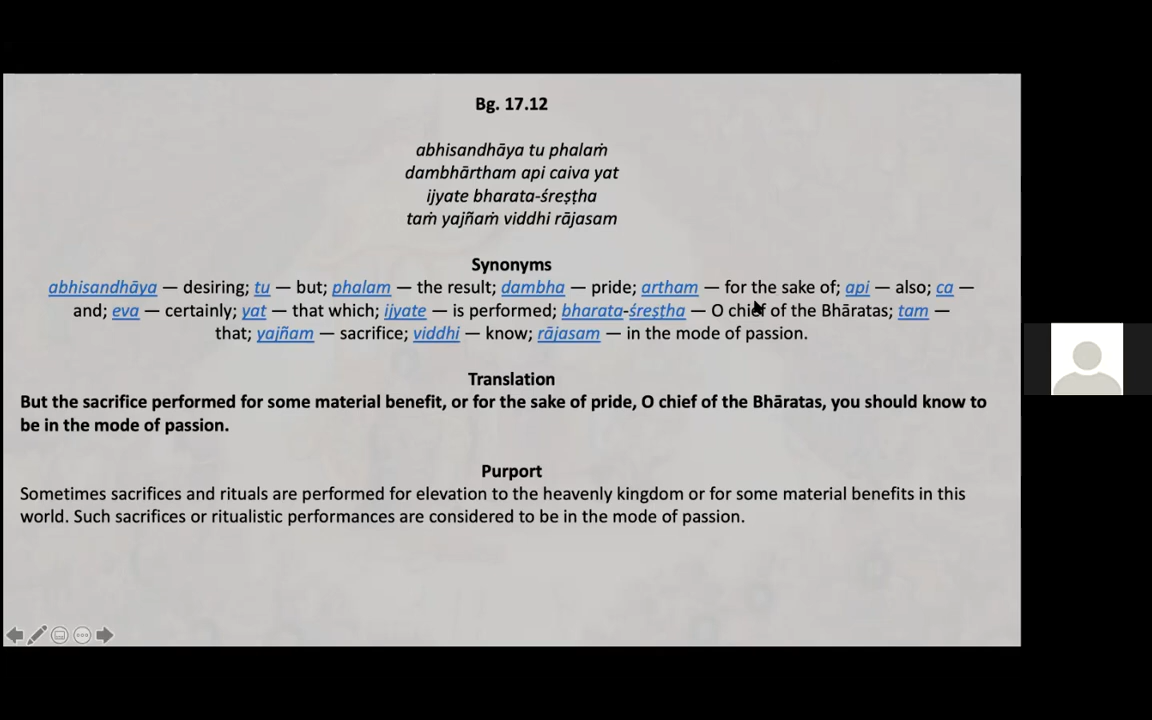 Bg. 17.12
abhisandhāya tu phalaṁ
dambhārtham api caiva yat
ijyate bharata-śreṣṭha
taṁ yajñaṁ viddhi rājasam
Synonyms
abhisandhāya — desiring; tu — but; phalam — the result; dambha — pride; artham — for the sake of; api — also; ca —
and; eva — certainly; yat — that which; ijyate — is performed; bharata-śreṣṭha — O chief of the Bhāratas; tam —
that; yajñam — sacrifice; viddhi — know; rājasam — in the mode of passion.
Translation
But the sacrifice performed for some material benefit, or for the sake of pride, O chief of the Bhāratas, you should know to
be in the mode of passion.
Purport
Sometimes sacrifices and rituals are performed for elevation to the heavenly kingdom or for some material benefits in this
world. Such sacrifices or ritualistic performances are considered to be in the mode of passion.